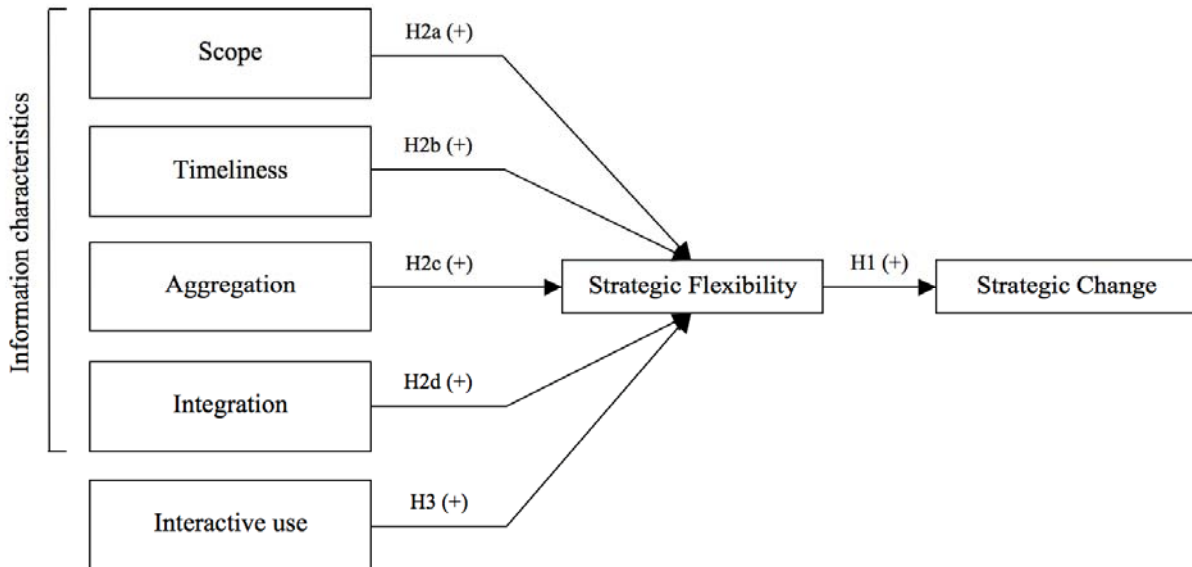 Information characteristics
Scope
H2a (+)
Timeliness
H2b (+)
Aggregation
H2c (+)
Strategic Flexibility
H1 (+)
Strategic Change
Integration
H2d (+)
Interactive use
H3 (+)